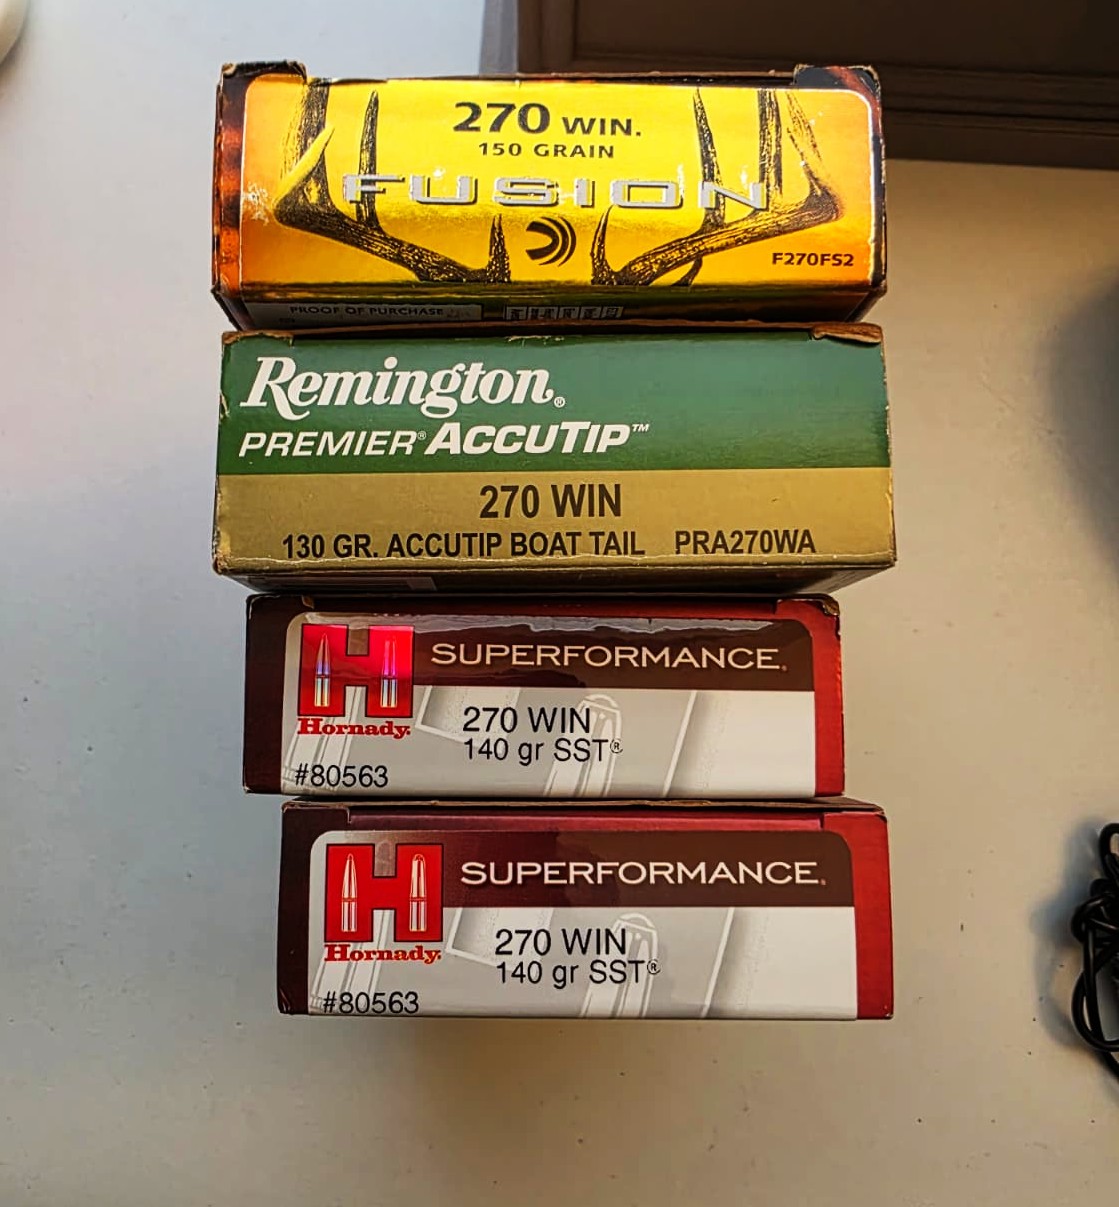 270 WIN.
150 GRAIN
FUSION
F270FS2
PROOF OF PURCHASE
Remington®
PREMIER® ACCUTIP™
270 WIN
130 GR. ACCUTIP BOAT TAIL PRA270WA
H SUPERFORMANCE®
Hornady®
270 WIN
140 gr SST®
#80563
H SUPERFORMANCE®
Hornady®
270 WIN
140 gr SST®
#80563